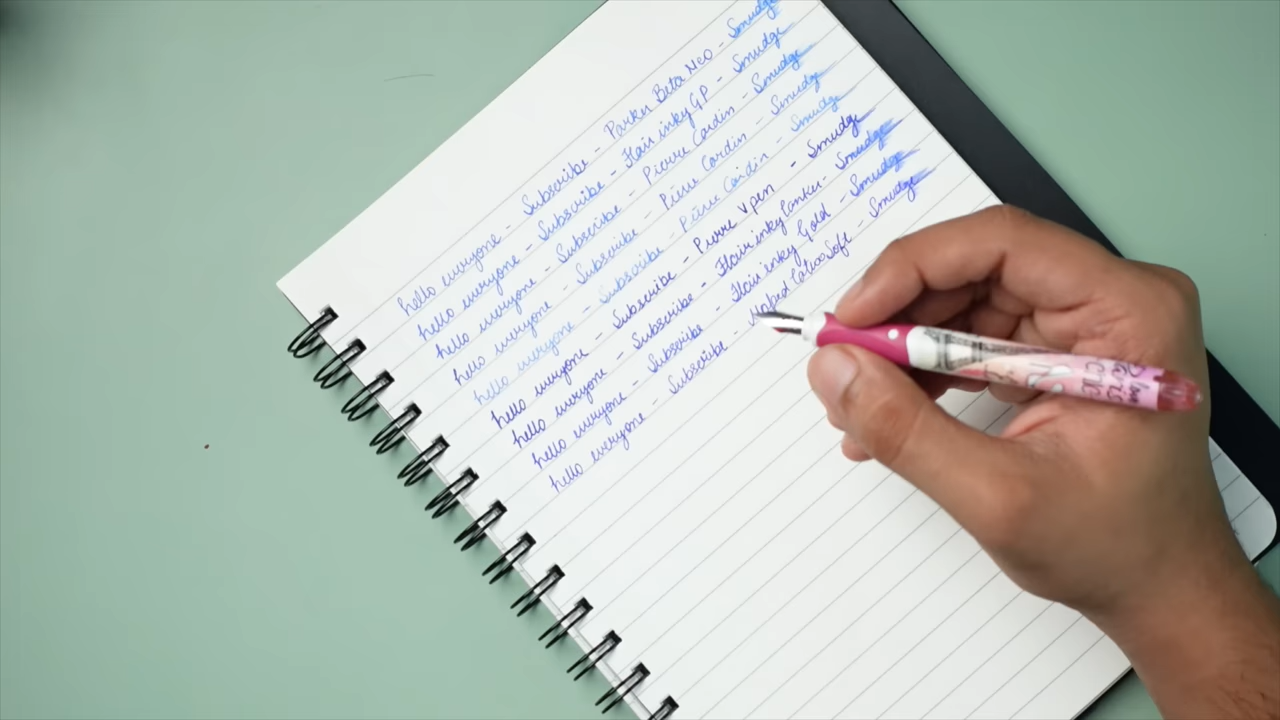 hello everyone - Subscribe - Parker Beta Neo - Smudge
hello everyone - Subscribe - Flair inky GP - Smudge
hello everyone - Subscribe - Pierre Cardin - Smudge
hello everyone - Subscribe - Pierre Cardin - Smudge
hello everyone - Subscribe - Pierre Cardin - Smudge
hello everyone - Subscribe - Pierre V pen - Smudge
hello everyone - Subscribe - Flair inky - Smudge
hello everyone - Subscribe - Flair inky Gold - Smudge
hello everyone - Subscribe - Soft - Smudge